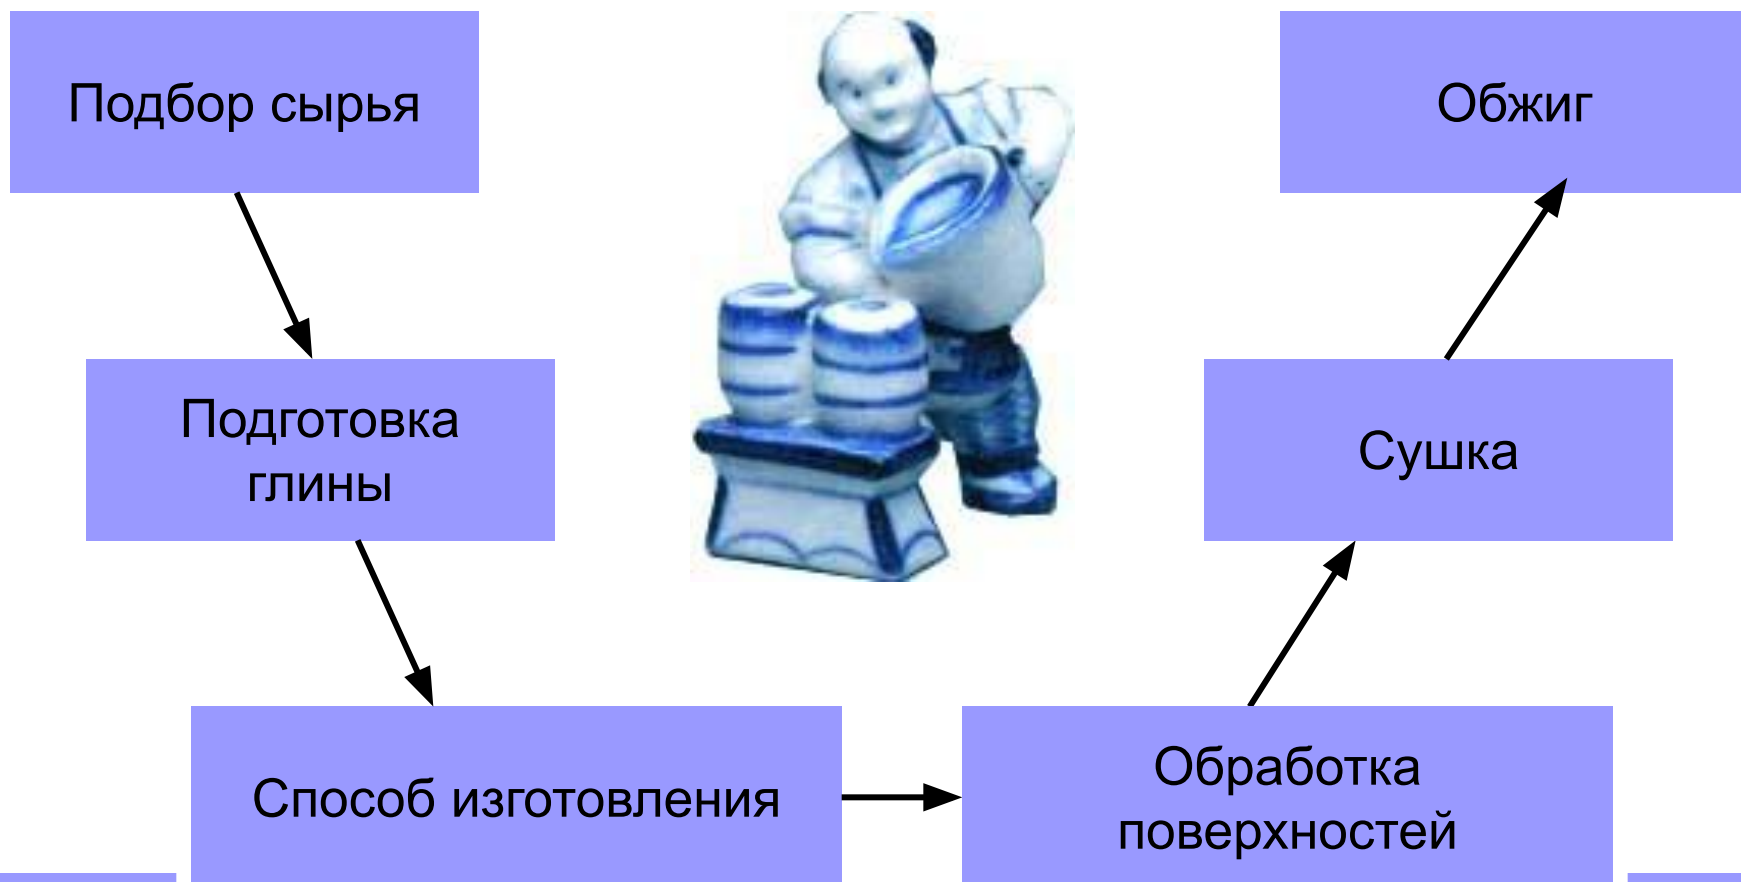 Подбор сырья
Подготовка
глины
Способ изготовления
Обработка
поверхностей
Сушка
Обжиг